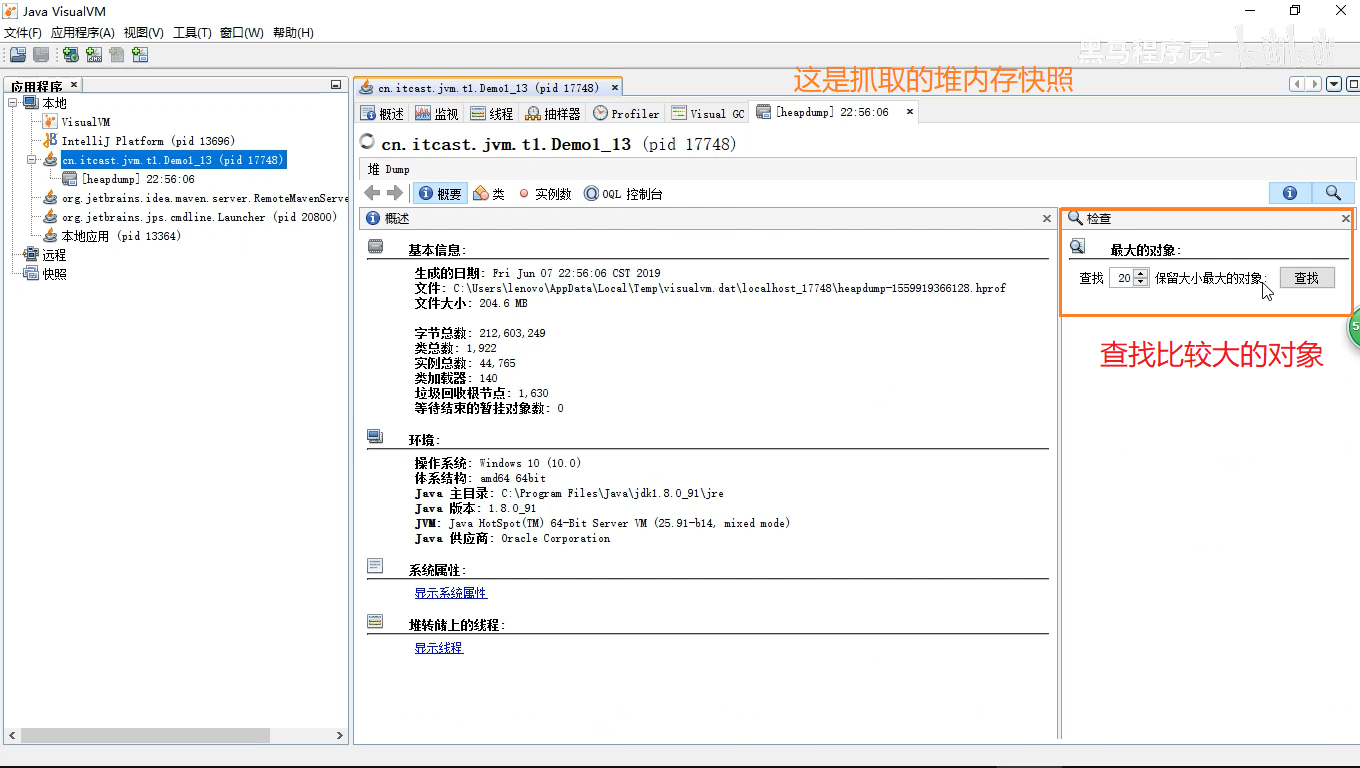 Java VisualVM
文件(F) 应用程序(A) 视图(V) 工具(T) 窗口(W) 帮助(H)
黑马程序员-
这是抓取的堆内存快照
应用程序
本地
VisualVM
IntelliJ Platform (pid 13696)
cn.itcast.jvm.t1.Demo1_13 (pid 17748)
[heapdump] 22:56:06
org.jetbrains.idea.maven.server.RemoteMavenServe
org.jetbrains.jps.cmdline.Launcher (pid 20800)
本地应用 (pid 13364)
远程
快照
cn.itcast.jvm.t1.Demo1_13 (pid 17748)
概述 监视 线程 抽样器 Profiler Visual GC [heapdump] 22:56:06
cn.itcast.jvm.t1.Demo1_13 (pid 17748)
堆 Dump
概要 类 实例数 OQL 控制台
概述
基本信息:
生成的日期: Fri Jun 07 22:56:06 CST 2019
文件: C:\Users\lenovo\AppData\Local\Temp\visualvm.dat\localhost_17748\heapdump-1559919366128.hprof
文件大小: 204.6 MB
字节总数: 212,603,249
类总数: 1,922
实例总数: 44,765
类加载器: 140
垃圾回收根节点: 1,630
等待结束的暂挂对象数: 0
环境:
操作系统: Windows 10 (10.0)
体系结构: amd64 64bit
Java 主目录: C:\Program Files\Java\jdk1.8.0_91\jre
Java 版本: 1.8.0_91
JVM: Java HotSpot(TM) 64-Bit Server VM (25.91-b14, mixed mode)
Java 供应商: Oracle Corporation
系统属性:
显示系统属性
堆转储上的线程:
显示线程
检查
最大的对象:
查找 20 保留大小最大的对象: 查找
5
查找比较大的对象